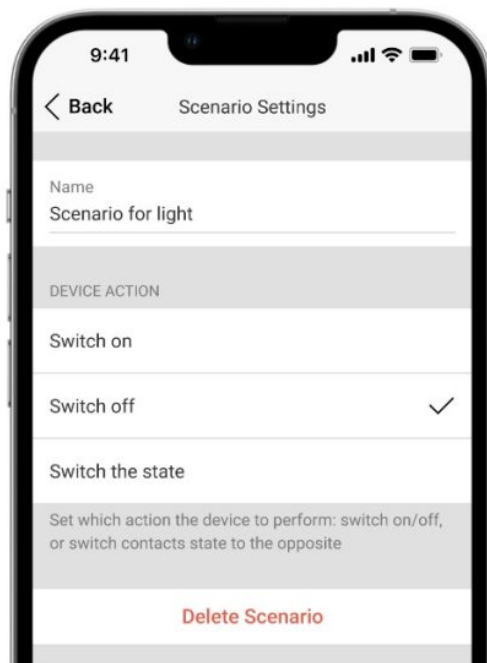 9:41
Back
Scenario Settings
Name
Scenario for light
DEVICE ACTION
Switch on
Switch off
Switch the state
Set which action the device to perform: switch on/off,
or switch contacts state to the opposite
Delete Scenario